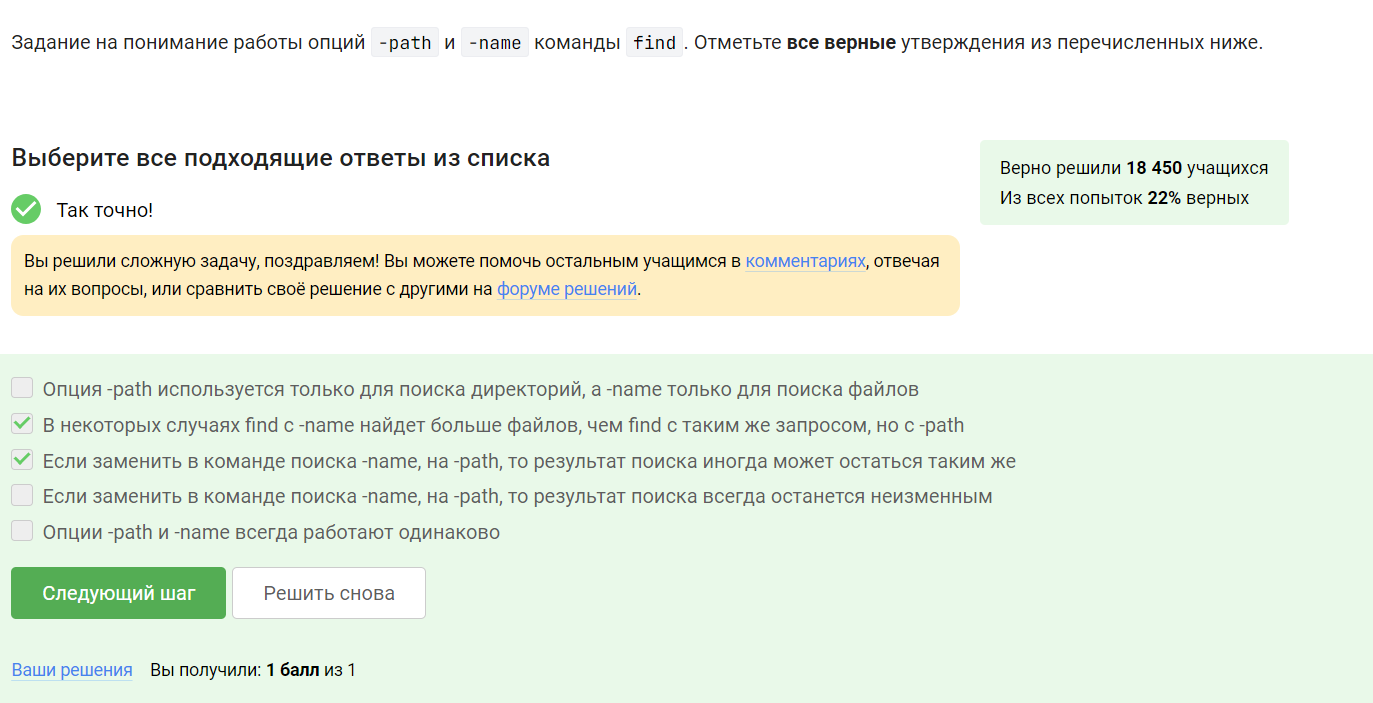 Задание на понимание работы опций -path и -name команды find. Отметьте все верные утверждения из перечисленных ниже.
Выберите все подходящие ответы из списка
Верно решили 18 450 учащихся
Из всех попыток 22% верных
Так точно!
Вы решили сложную задачу, поздравляем! Вы можете помочь остальным учащимся в комментариях, отвечая
на их вопросы, или сравнить своё решение с другими на форуме решений.
Опция -path используется только для поиска директорий, а -name только для поиска файлов
В некоторых случаях find с -name найдет больше файлов, чем find с таким же запросом, но с -path
Если заменить в команде поиска -name, на -path, то результат поиска иногда может остаться таким же
Если заменить в команде поиска -name, на -path, то результат поиска всегда останется неизменным
Опции -path и -name всегда работают одинаково
Следующий шаг
Решить снова
Ваши решения Вы получили: 1 балл из 1